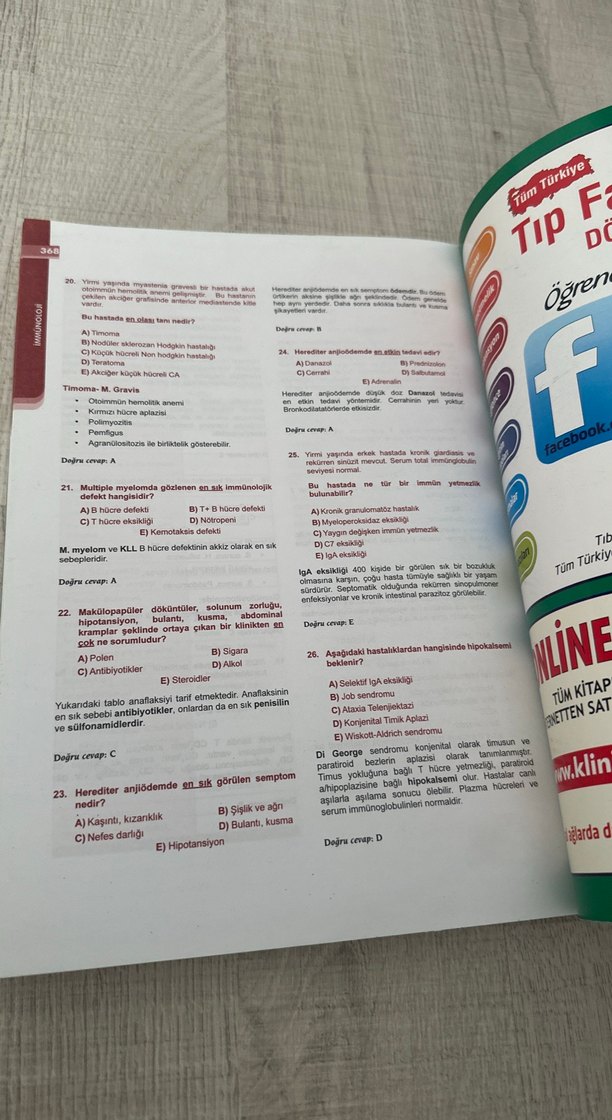 368
İMMÜNOLOJİ
20. Yirmi yaşında myastenia gravesli bir hastada akut
otoimmün hemolitik anemi gelişmiştir. Bu hastanın
çekilen akciğer grafisinde anterior mediastende kitle
vardır.
Bu hastada en olası tanı nedir?
A) Timoma
B) Nodüler sklerozan Hodgkin hastalığı
C) Küçük hücreli Non hodgkin hastalığı
D) Teratoma
E) Akciğer küçük hücreli CA
Timoma- M. Gravis
• Otoimmün hemolitik anemi
• Kırmızı hücre aplazisi
• Polimyozitis
• Pemfigus
• Agranülositozis ile birliktelik gösterebilir.
Doğru cevap: A
21. Multiple myelomda gözlenen en sık immünolojik
defekt hangisidir?
A) B hücre defekti B) T+ B hücre defekti
C) T hücre eksikliği D) Nötropeni
E) Kemotaksis defekti
M. myelom ve KLL B hücre defektinin akkiz olarak en sık
sebepleridir.
Doğru cevap: A
22. Makülopapüler döküntüler, solunum zorluğu,
hipotansiyon, bulantı, kusma, abdominal
kramplar şeklinde ortaya çıkan bir klinikten en
çok ne sorumludur?
A) Polen B) Sigara
C) Antibiyotikler D) Alkol
E) Steroidler
Yukarıdaki tablo anaflaksiyi tarif etmektedir. Anaflaksinin
en sık sebebi antibiyotikler, onlardan da en sık penisilin
ve sülfonamidlerdir.
Doğru cevap: C
23. Herediter anjiödemde en sık görülen semptom
nedir?
A) Kaşıntı, kızarıklık B) Şişlik ve ağrı
C) Nefes darlığı D) Bulantı, kusma
E) Hipotansiyon
Herediter anjiödemde en sık semptom ödemdir. Bu ödem
ürtikerin aksine şişlikle ağrı şeklindedir. Ödem genelde
hep aynı yerdedir. Daha sonra sıklıkla bulantı ve kusma
şikayetleri vardır.
Doğru cevap: B
24. Herediter anjioödemde en etkin tedavi edir?
A) Danazol B) Prednizolon
C) Cerrahi D) Salbutamol
E) Adrenalin
Herediter anjioödemde düşük doz Danazol tedavisi
en etkin tedavi yöntemidir. Cerrahinin yeri yoktur.
Bronkodilatatörlerde etkisizdir.
Doğru cevap: A
25. Yirmi yaşında erkek hastada kronik giardiasis ve
rekürren sinüzit mevcut. Serum total immünglobulin
seviyesi normal.
Bu hastada ne tür bir immün yetmezlik
bulunabilir?
A) Kronik granulomatöz hastalık
B) Myeloperoksidaz eksikliği
C) Yaygın değişken immün yetmezlik
D) C7 eksikliği
E) IgA eksikliği
IgA eksikliği 400 kişide bir görülen sık bir bozukluk
olmasına karşın, çoğu hasta tümüyle sağlıklı bir yaşam
sürdürür. Septomatik olduğunda rekürren sinopulmoner
enfeksiyonlar ve kronik intestinal parazitoz görülebilir.
Doğru cevap: E
26. Aşağıdaki hastalıklardan hangisinde hipokalsemi
beklenir?
A) Selektif IgA eksikliği
B) Job sendromu
C) Ataxia Telenjiektazi
D) Konjenital Timik Aplazi
E) Wiskott-Aldrich sendromu
Di George sendromu konjenital olarak timusun ve
paratiroid bezlerin aplazisi olarak tanımlanmıştır.
Timus yokluğuna bağlı T hücre yetmezliği, paratiroid
a/hipoplazisine bağlı hipokalsemi olur. Hastalar canlı
aşılarla aşılama sonucu ölebilir. Plazma hücreleri ve
serum immünoglobulinleri normaldir.
Doğru cevap: D
Tüm Türkiye
Tıp Fa
DÖ
Öğren
facebook.c
Tıb
Tüm Türkiy
NLİNE
TÜM KİTAP
ERNETTEN SAT
ww.klini
ağlarda d